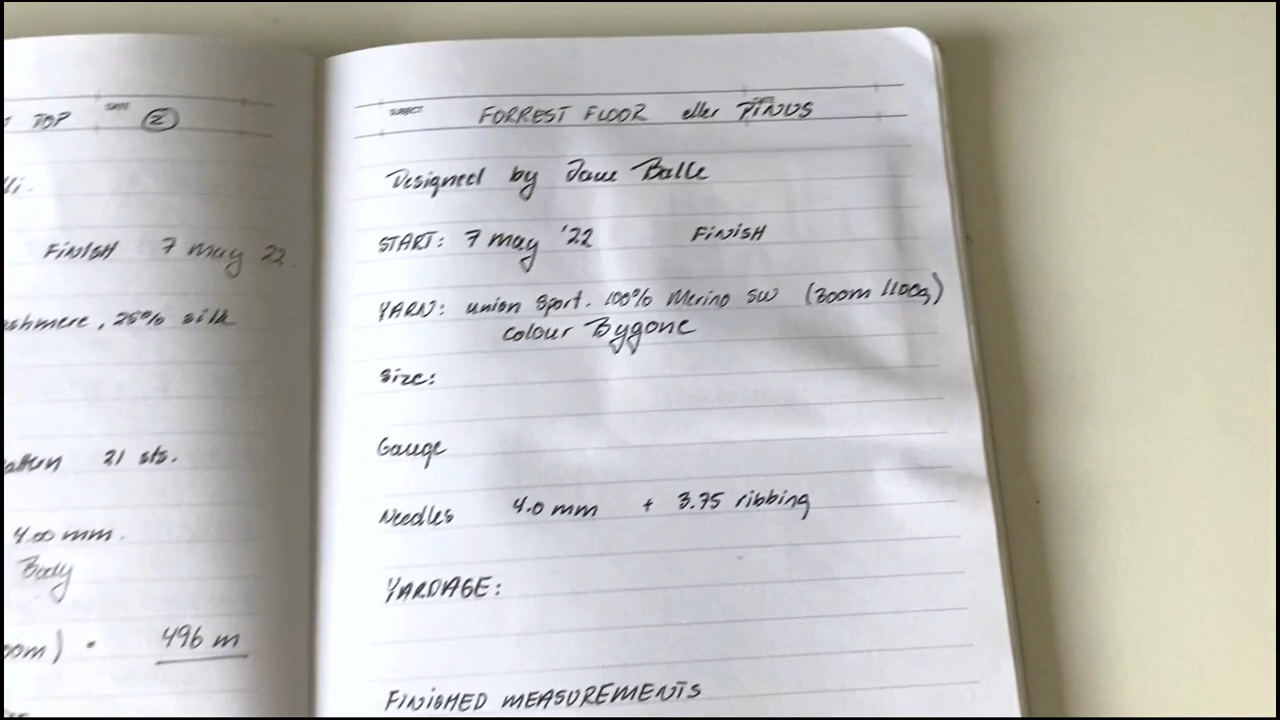 TOP DATE 2
FINISH 7 may 22.
25% silk
21 sts.
4.00 mm.
Body
496 m
SUBJECT FORREST FLOOR eller PINUS
Designed by Jane Balle
START: 7 may '22 FINISH
YARN: union Sport. 100% Merino SW (300m /100g)
colour Bygone
Size:
Gauge
Needles 4.0 mm + 3.75 ribbing
YARDAGE:
FINISHED MEASUREMENTS